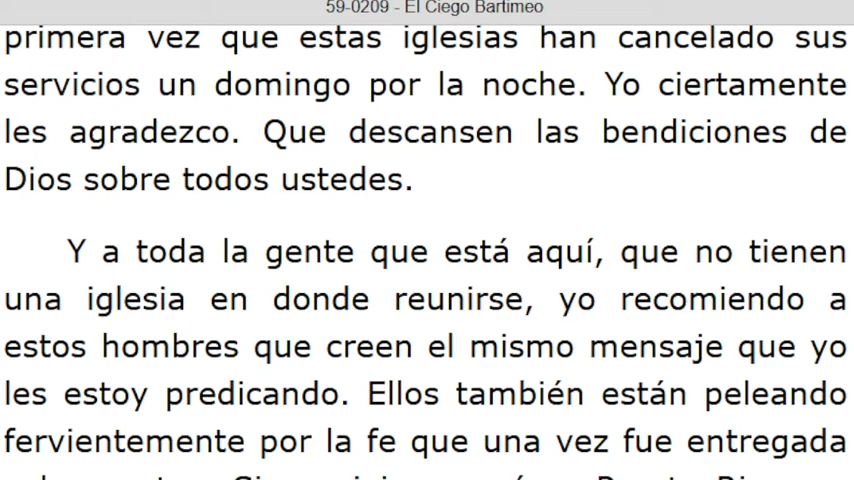 59-0209 - El Ciego Bartimeo
primera vez que estas iglesias han cancelado sus
servicios un domingo por la noche. Yo ciertamente
les agradezco. Que descansen las bendiciones de
Dios sobre todos ustedes.
Y a toda la gente que está aquí, que no tienen
una iglesia en donde reunirse, yo recomiendo a
estos hombres que creen el mismo mensaje que yo
les estoy predicando. Ellos también están peleando
fervientemente por la fe que una vez fue entregada